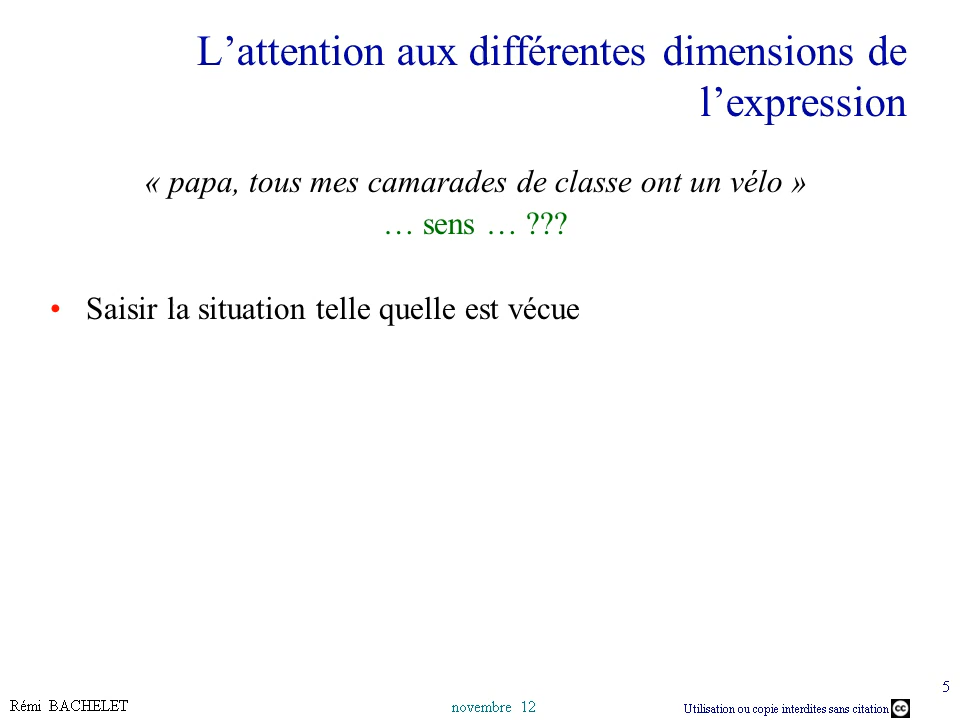 L’attention aux différentes dimensions de
l’expression
« papa, tous mes camarades de classe ont un vélo »
… sens … ???
• Saisir la situation telle quelle est vécue
5
Rémi BACHELET
novembre 12
Utilisation ou copie interdites sans citation
cc